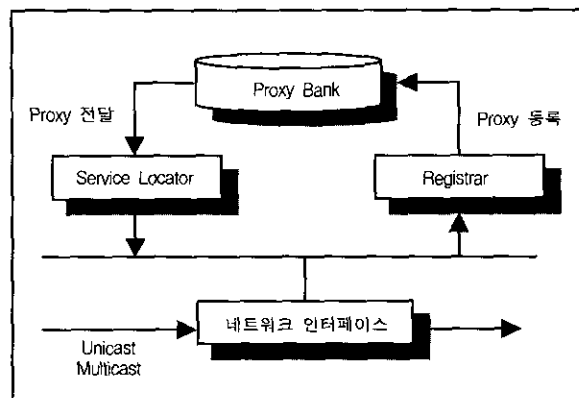 Proxy Bank
Proxy 전달
Proxy 등록
Service Locator
Registrar
네트워크 인터페이스
Unicast
Multicast